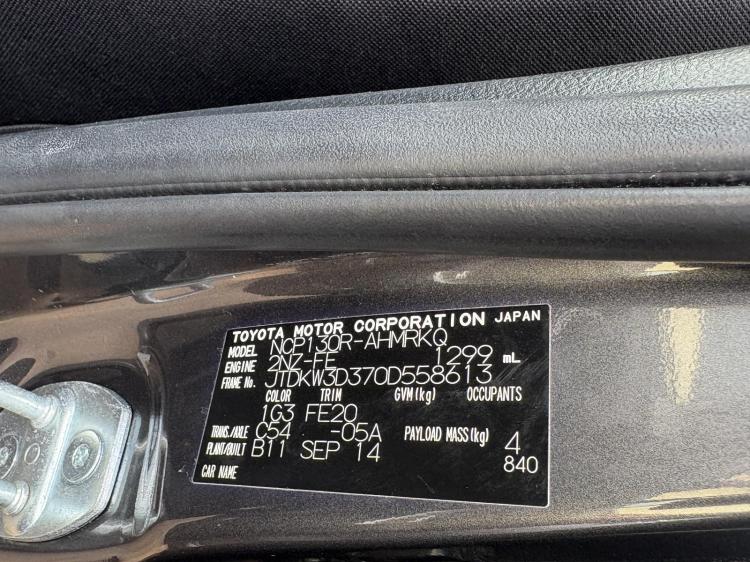 TOYOTA MOTOR CORPORATION JAPAN
MODEL NCP130R-AHMRKQ
ENGINE 2NZ-FE 1299 mL
FRAME No. JTDKW3D370D558613
COLOR TRIM GVM(kg) OCCUPANTS
1G3 FE20
TRANS./AXLE C54 -05A PAYLOAD MASS(kg) 4
PLANT/BUILT B11 SEP 14 840
CAR NAME